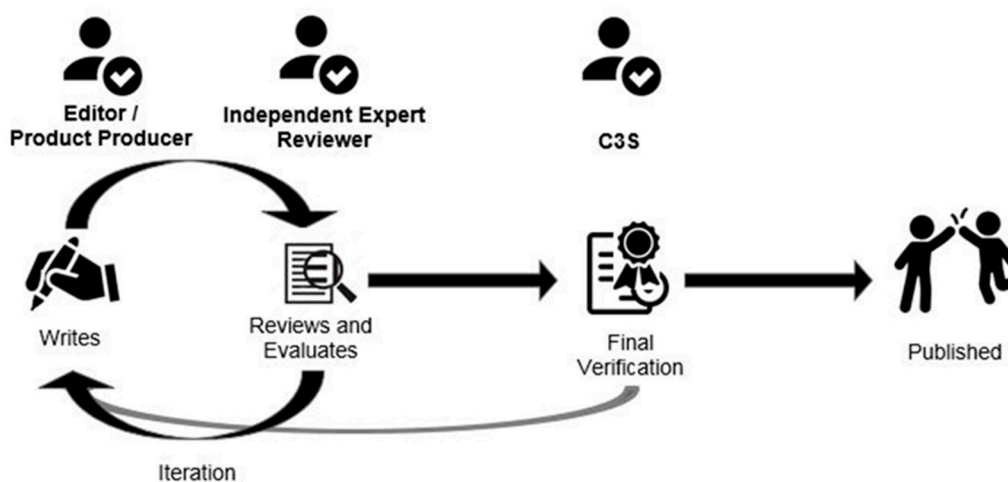 Editor /
Product Producer
Independent Expert
Reviewer
C3S
Writes
Reviews and
Evaluates
Final
Verification
Published
Iteration